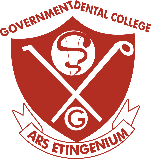 GOVERNMENT DENTAL COLLEGE
G
ARS ETINGENIUM